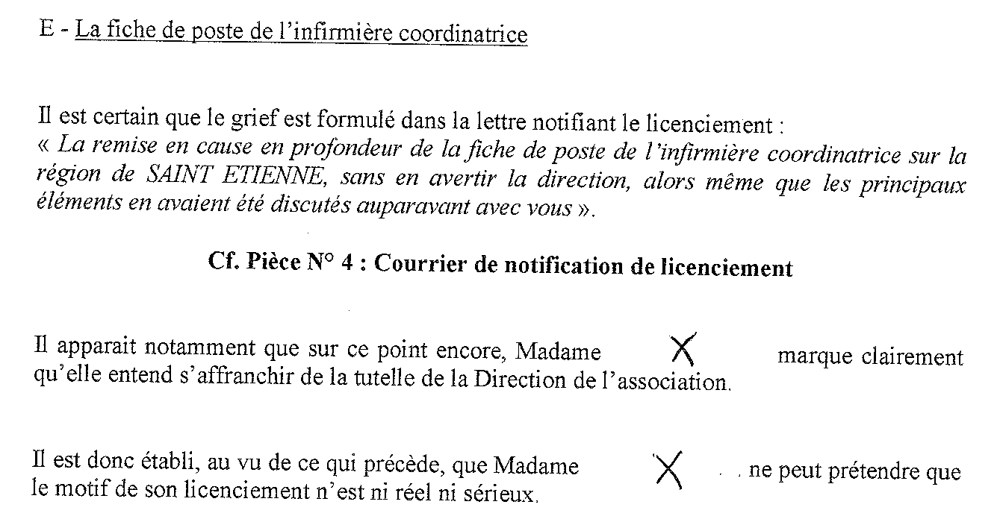 E - La fiche de poste de l'infirmière coordinatrice
Il est certain que le grief est formulé dans la lettre notifiant le licenciement :
« La remise en cause en profondeur de la fiche de poste de l'infirmière coordinatrice sur la
région de SAINT ETIENNE, sans en avertir la direction, alors même que les principaux
éléments en avaient été discutés auparavant avec vous ».
Cf. Pièce N° 4 : Courrier de notification de licenciement
Il apparait notamment que sur ce point encore, Madame X marque clairement
qu'elle entend s'affranchir de la tutelle de la Direction de l'association.
Il est donc établi, au vu de ce qui précède, que Madame X ne peut prétendre que
le motif de son licenciement n'est ni réel ni sérieux.